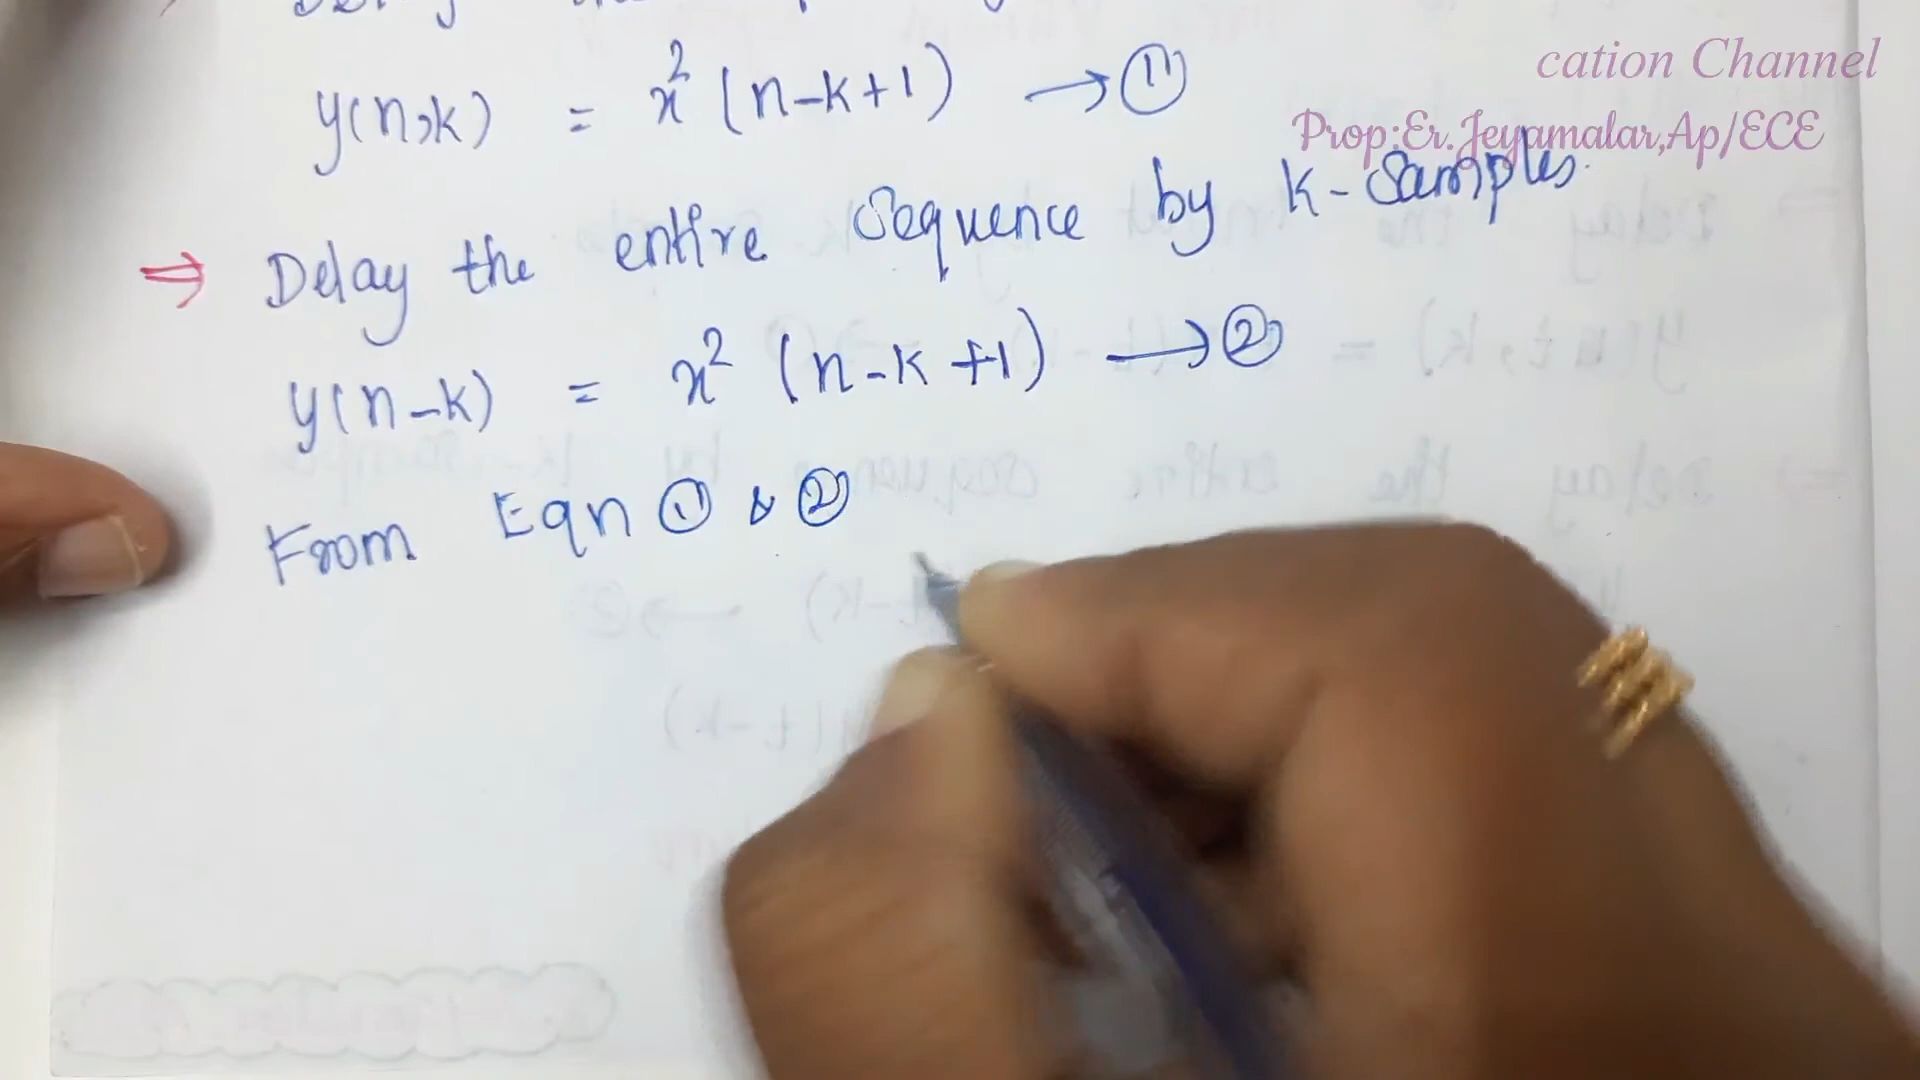 cation Channel
y(n,k) = x² (n-k+1) → ①
Prop:Er.Jeyamalar,Ap/ECE
⇒ Delay the entire sequence by k-samples.
y(n-k) = x² (n-k+1) → ②
From Eqn ① & ②